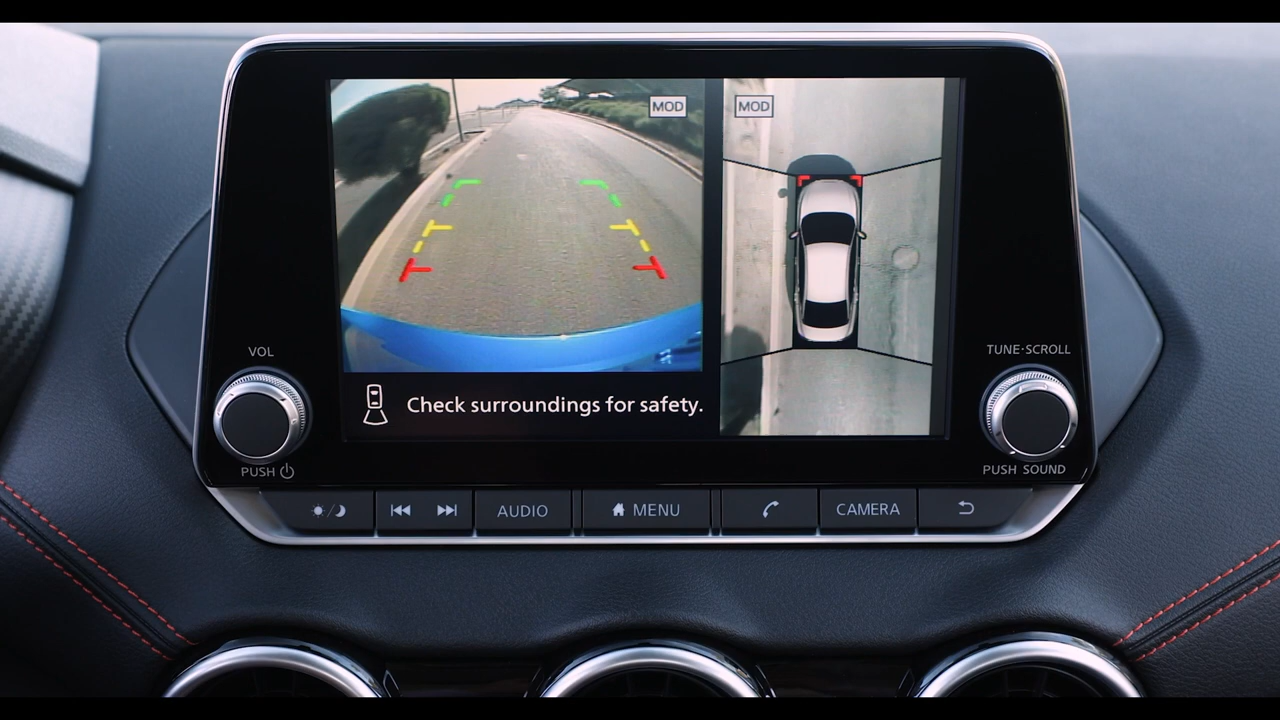 MOD
MOD
Check surroundings for safety.
VOL
PUSH
TUNE·SCROLL
PUSH SOUND
AUDIO
MENU
CAMERA